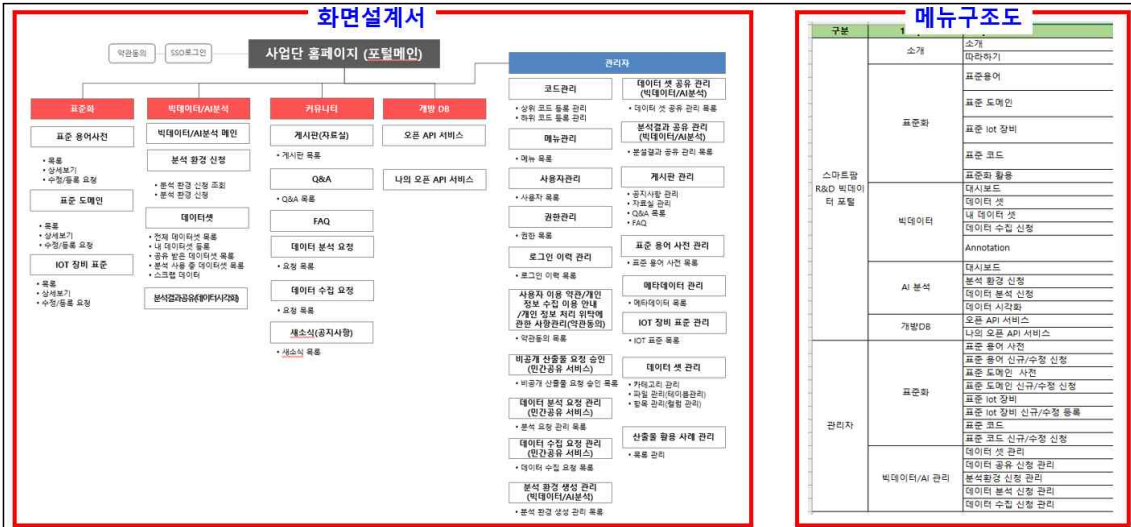 화면설계서
약관동의
SSO로그인
사업단 홈페이지 (포털메인)
표준화
표준 용어사전
• 목록
• 상세보기
• 수정/등록 요청
표준 도메인
• 목록
• 상세보기
• 수정/등록 요청
IOT 장비 표준
• 목록
• 상세보기
• 수정/등록 요청
빅데이터/AI분석
빅데이터/AI분석 메인
분석 환경 신청
• 분석 환경 신청 조회
• 분석 환경 신청
데이터셋
• 전체 데이터셋 목록
• 내 데이터셋 등록
• 공유 받은 데이터셋 목록
• 분석 사용 중 데이터셋 목록
• 스크랩 데이터
분석결과공유(데이터시각화)
커뮤니티
게시판(자료실)
• 게시판 목록
Q&A
• Q&A 목록
FAQ
데이터 분석 요청
• 요청 목록
데이터 수집 요청
• 요청 목록
새소식(공지사항)
• 새소식 목록
개방 DB
오픈 API 서비스
나의 오픈 API 서비스
관리자
코드관리
• 상위 코드 등록 관리
• 하위 코드 등록 관리
메뉴관리
• 메뉴 목록
사용자관리
• 사용자 목록
권한관리
• 권한 목록
로그인 이력 관리
• 로그인 이력 목록
사용자 이용 약관/개인
정보 수집 이용 안내
/개인 정보 처리 위탁에
관한 사항관리(약관동의)
• 약관동의 목록
비공개 산출물 요청 승인
(민간공유 서비스)
• 비공개 산출물 요청 승인 목록
데이터 분석 요청 관리
(민간공유 서비스)
• 분석 요청 관리 목록
데이터 수집 요청 관리
(민간공유 서비스)
• 데이터 수집 요청 목록
분석 환경 생성 관리
(빅데이터/AI분석)
• 분석 환경 생성 관리 목록
데이터 셋 공유 관리
(빅데이터/AI분석)
• 데이터 셋 공유 관리 목록
분석결과 공유 관리
(빅데이터/AI분석)
• 분설결과 공유 관리 목록
게시판 관리
• 공지사항 관리
• 자료실 관리
• Q&A 목록
• FAQ
표준 용어 사전 관리
• 표준 용어 사전 목록
메타데이터 관리
• 메타데이터 목록
IOT 장비 표준 관리
• IOT 표준 목록
데이터 셋 관리
• 카테고리 관리
• 파일 관리(테이블관리)
• 항목 관리(컬럼 관리)
산출물 활용 사례 관리
• 목록 관리
메뉴구조도
구분
스마트팜
R&D 빅데이
터 포털
소개
소개
따라하기
표준화
표준용어
표준 도메인
표준 Iot 장비
표준 코드
표준화 활용
빅데이터
대시보드
데이터 셋
내 데이터 셋
데이터 수집 신청
Annotation
AI 분석
대시보드
분석 환경 신청
데이터 분석 신청
데이터 시각화
개방DB
오픈 API 서비스
나의 오픈 API 서비스
관리자
표준화
표준 용어 사전
표준 용어 신규/수정 신청
표준 도메인 사전
표준 도메인 신규/수정 신청
표준 Iot 장비
표준 Iot 장비 신규/수정 등록
표준 코드
표준 코드 신규/수정 신청
빅데이터/AI 관리
데이터 셋 관리
데이터 공유 신청 관리
분석환경 신청 관리
데이터 분석 신청 관리
데이터 수집 신청 관리